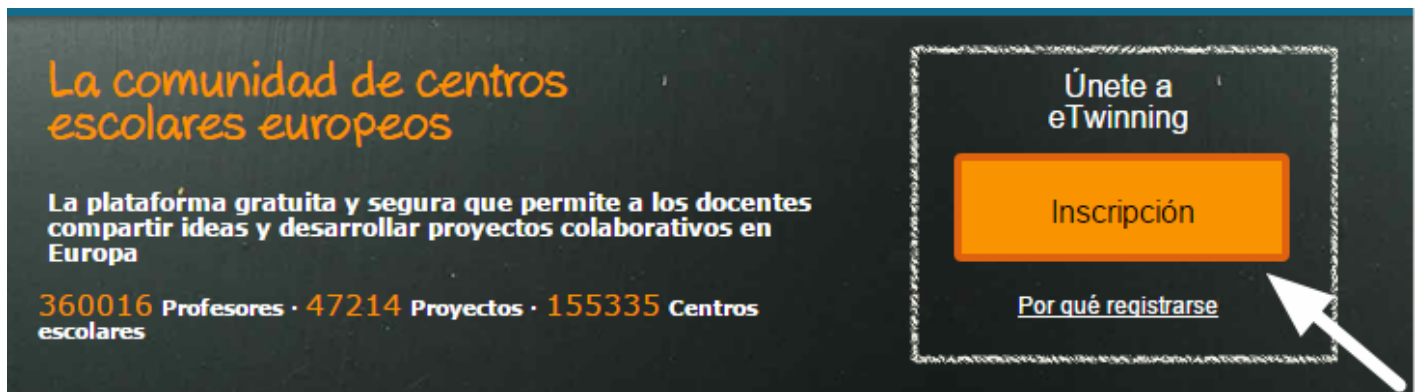 La comunidad de centros
escolares europeos
La plataforma gratuita y segura que permite a los docentes
compartir ideas y desarrollar proyectos colaborativos en
Europa
360016 Profesores · 47214 Proyectos · 155335 Centros
escolares
Únete a
eTwinning
Inscripción
Por qué registrarse